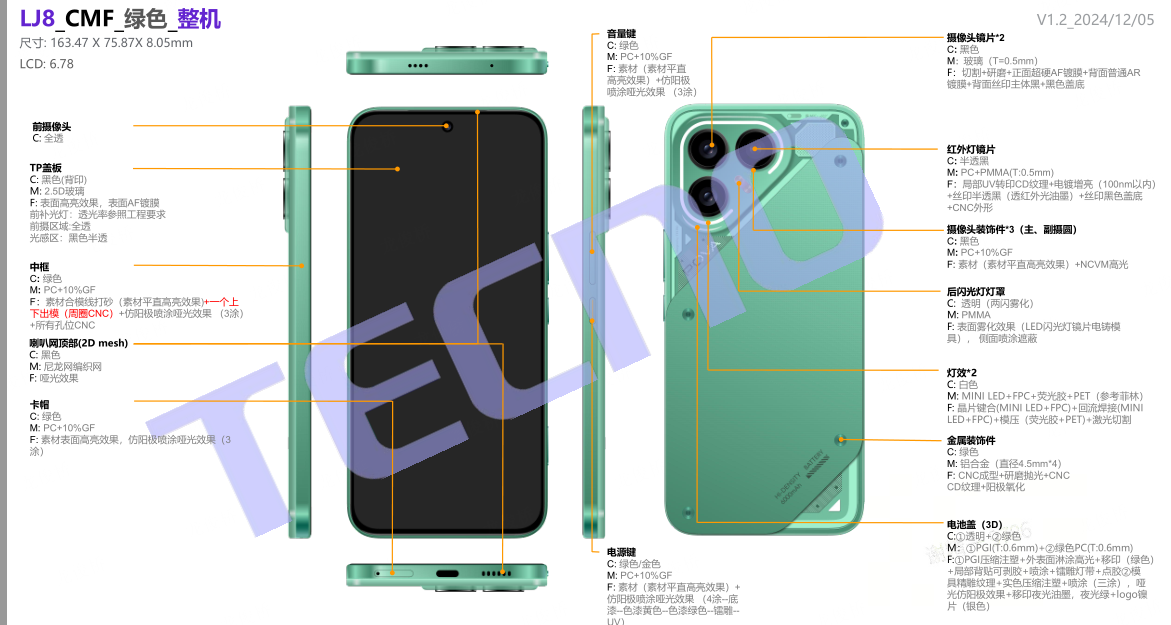 LJ8_CMF_绿色_整机
尺寸: 163.47 X 75.87X 8.05mm
LCD: 6.78
V1.2_2024/12/05
前摄像头
C: 全透
TP盖板
C: 黑色(背印)
M: 2.5D玻璃
F: 表面高亮效果，表面AF镀膜
前补光灯：透光率参照工程要求
前摄区域:全透
光感区：黑色半透
中框
C: 绿色
M: PC+10%GF
F：素材合模线打砂（素材平直高亮效果)+一个上
下出模（周圈CNC）+仿阳极喷涂哑光效果 （3涂）
+所有孔位CNC
喇叭网顶部(2D mesh)
C: 黑色
M: 尼龙网编织网
F: 哑光效果
卡帽
C: 绿色
M: PC+10%GF
F: 素材表面高亮效果，仿阳极喷涂哑光效果（3
涂）
音量键
C: 绿色
M: PC+10%GF
F: 素材（素材平直
高亮效果）+仿阳极
喷涂哑光效果 （3涂）
电源键
C: 绿色/金色
M: PC+10%GF
F: 素材（素材平直高亮效果）+
仿阳极喷涂哑光效果 （4涂--底
漆--色漆黄色--色漆绿色--镭雕--
UV）
摄像头镜片*2
C: 黑色
M：玻璃（T=0.5mm）
F：切割+研磨+正面超硬AF镀膜+背面普通AR
镀膜+背面丝印主体黑+黑色盖底
红外灯镜片
C: 半透黑
M: PC+PMMA(T:0.5mm)
F：局部UV转印CD纹理+电镀增亮（100nm以内）
+丝印半透黑（透红外光油墨）+丝印黑色盖底
+CNC外形
摄像头装饰件*3（主、副摄圆）
C: 黑色
M: PC+10%GF
F: 素材（素材平直高亮效果）+NCVM高光
后闪光灯灯罩
C: 透明（两闪雾化）
M: PMMA
F: 表面雾化效果（LED闪光灯镜片电铸模
具），侧面喷涂遮蔽
灯效*2
C: 白色
M: MINI LED+FPC+荧光胶+PET（参考菲林）
F: 晶片键合(MINI LED+FPC)+回流焊接(MINI
LED+FPC)+模压（荧光胶+PET)+激光切割
金属装饰件
C: 绿色
M: 铝合金（直径4.5mm*4）
F: CNC成型+研磨抛光+CNC
CD纹理+阳极氧化
电池盖（3D）
C:①透明+②绿色
M：①PGI(T:0.6mm)+②绿色PC(T:0.6mm)
F:①PGI压缩注塑+外表面淋涂高光+移印（绿色）
+局部背贴可剥胶+喷涂+镭雕灯带+点胶②模
具精雕纹理+实色压缩注塑+喷涂（三涂），哑
光仿阳极效果+移印夜光油墨，夜光绿+logo镍
片（银色）
HI-DENSITY BATTERY
6000mAh
TECNO